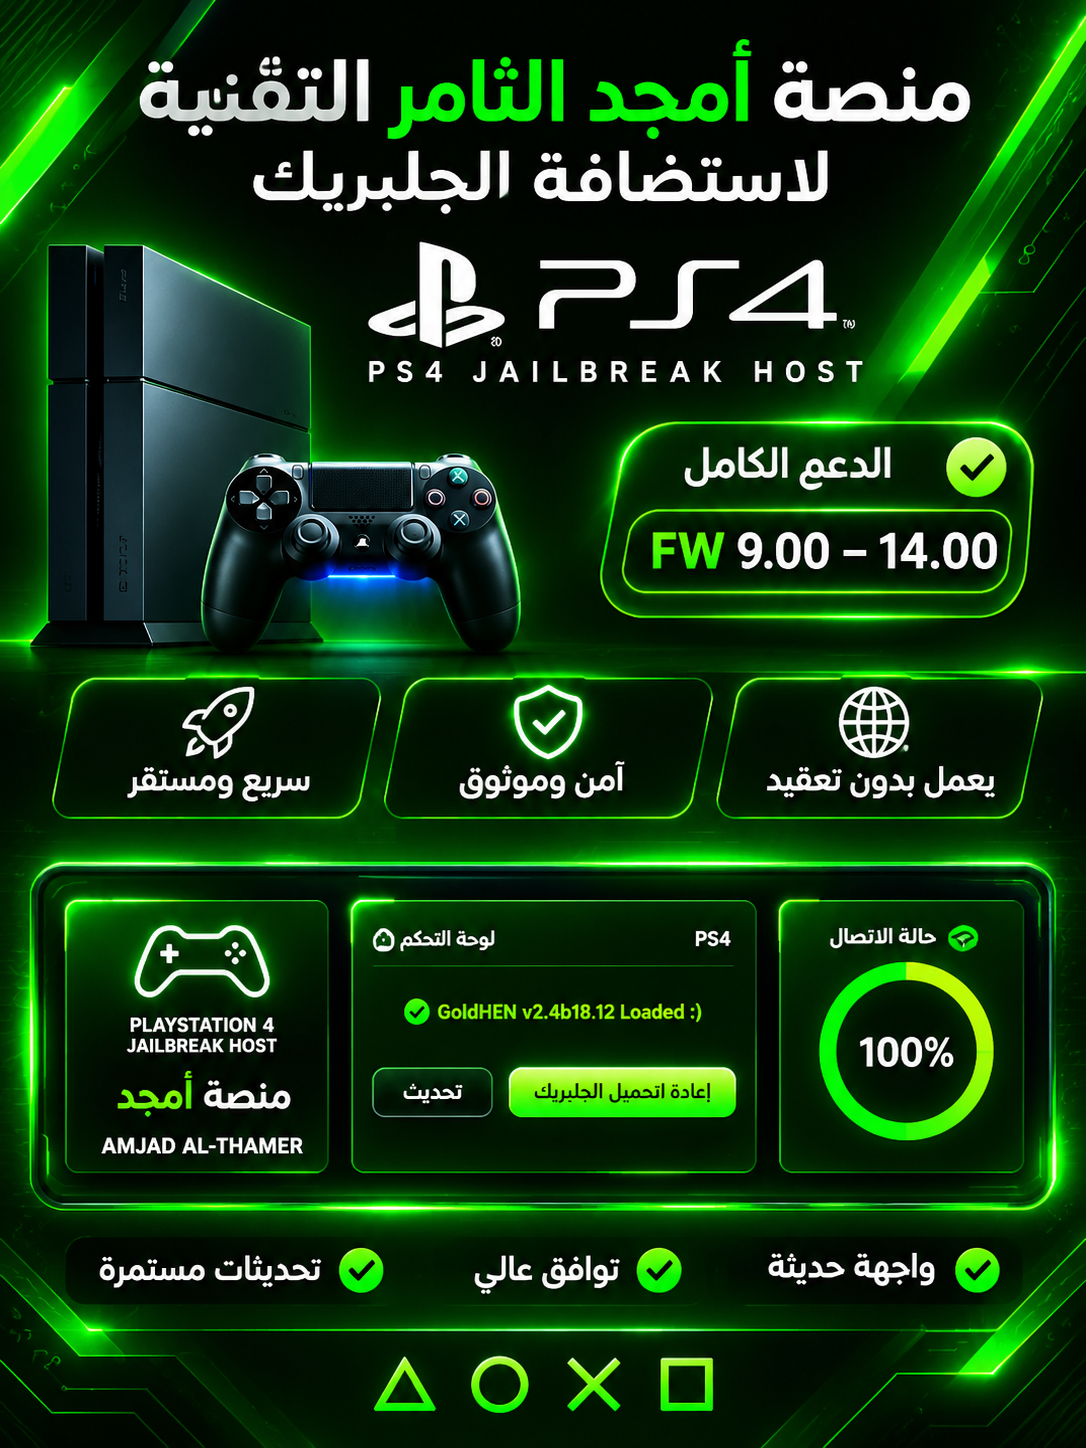 منصة أمجد الثامر التقنية
لاستضافة الجلبريك
PS4
PS4 JAILBREAK HOST
الدعم الكامل
FW 9.00 – 14.00
يعمل بدون تعقيد
آمن وموثوق
سريع ومستقر
حالة الاتصال
100%
لوحة التحكم
PS4
GoldHEN v2.4b18.12 Loaded :)
إعادة اتحميل الجلبريك
تحديث
PLAYSTATION 4
JAILBREAK HOST
منصة أمجد
AMJAD AL-THAMER
واجهة حديثة
توافق عالي
تحديثات مستمرة